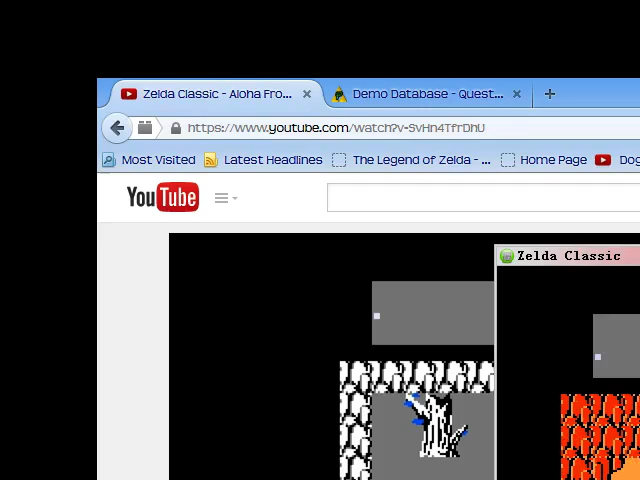 Zelda Classic - Aloha Fro... Demo Database - Quest...
https://www.youtube.com/watch?v=SvHn4TfrDhU
Most Visited Latest Headlines The Legend of Zelda - ... Home Page Dog
YouTube
Zelda Classic